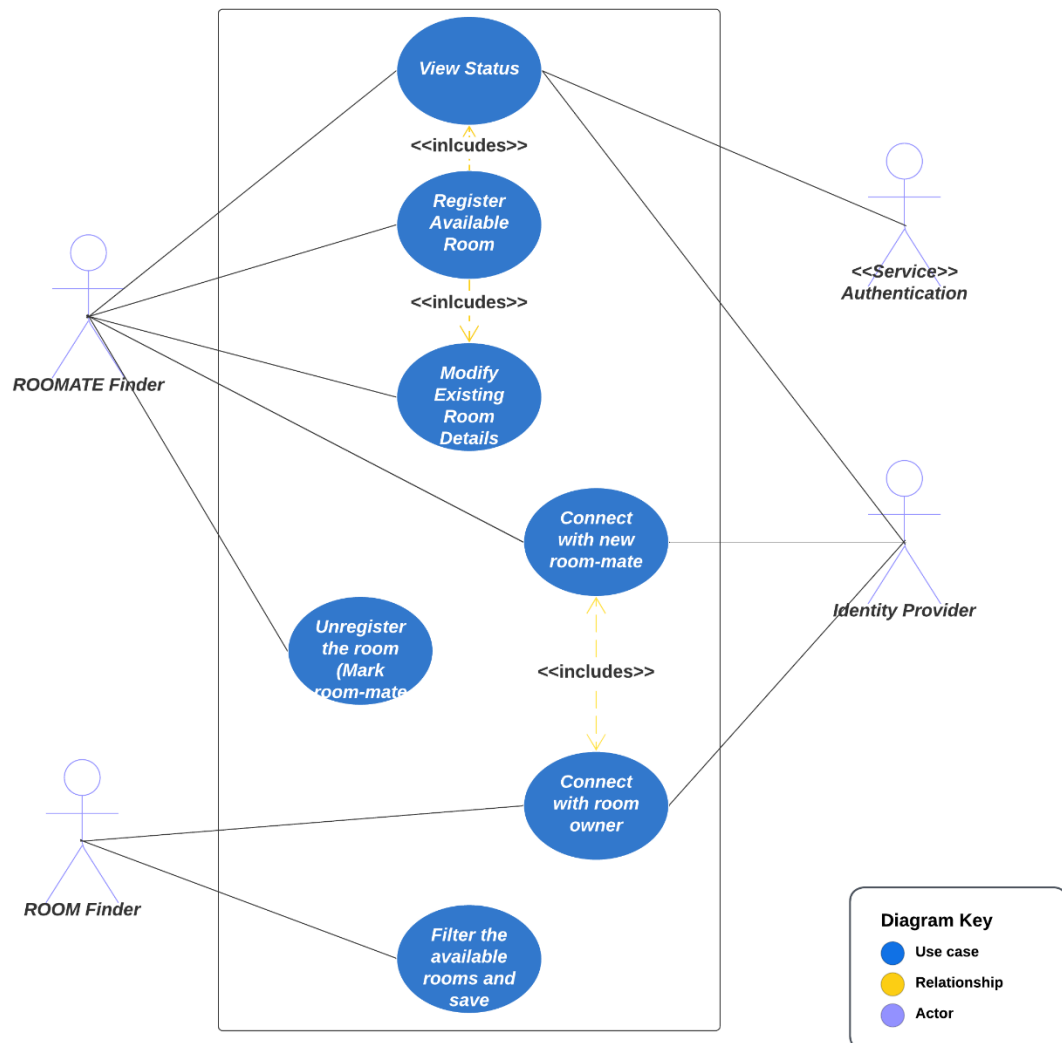 View Status
<<inlcudes>>
Register
Available
Room
<<inlcudes>>
Modify
Existing
Room
Details
ROOMATE Finder
<<Service>>
Authentication
Connect
with new
room-mate
Identity Provider
Unregister
the room
(Mark
room-mate
<<includes>>
Connect
with room
owner
ROOM Finder
Filter the
available
rooms and
save
Diagram Key
Use case
Relationship
Actor